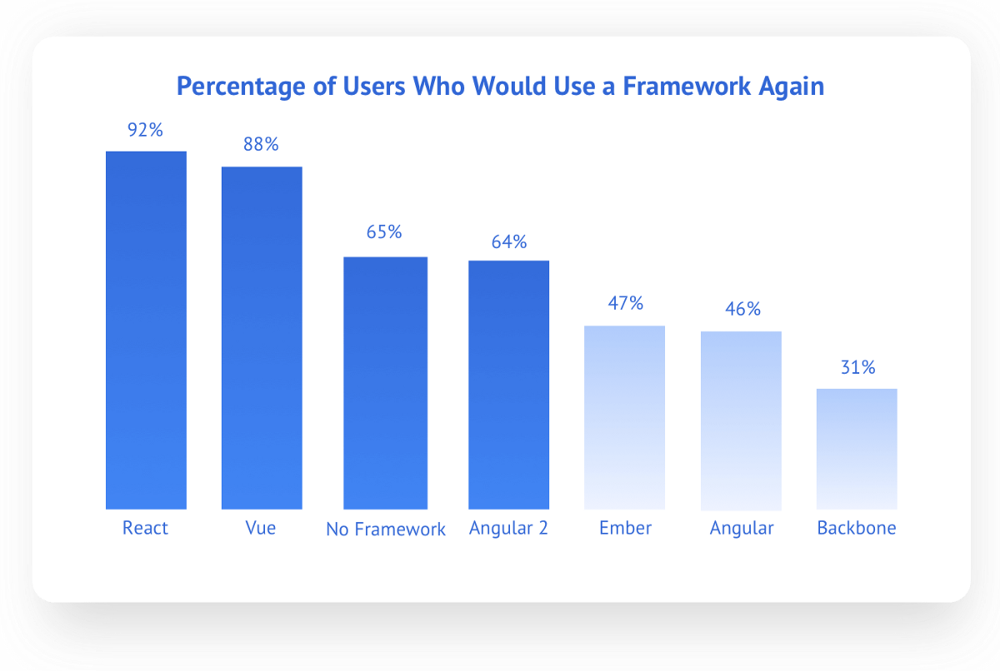 Percentage of Users Who Would Use a Framework Again
92%
88%
65%
64%
47%
46%
31%
React
Vue
No Framework
Angular 2
Ember
Angular
Backbone